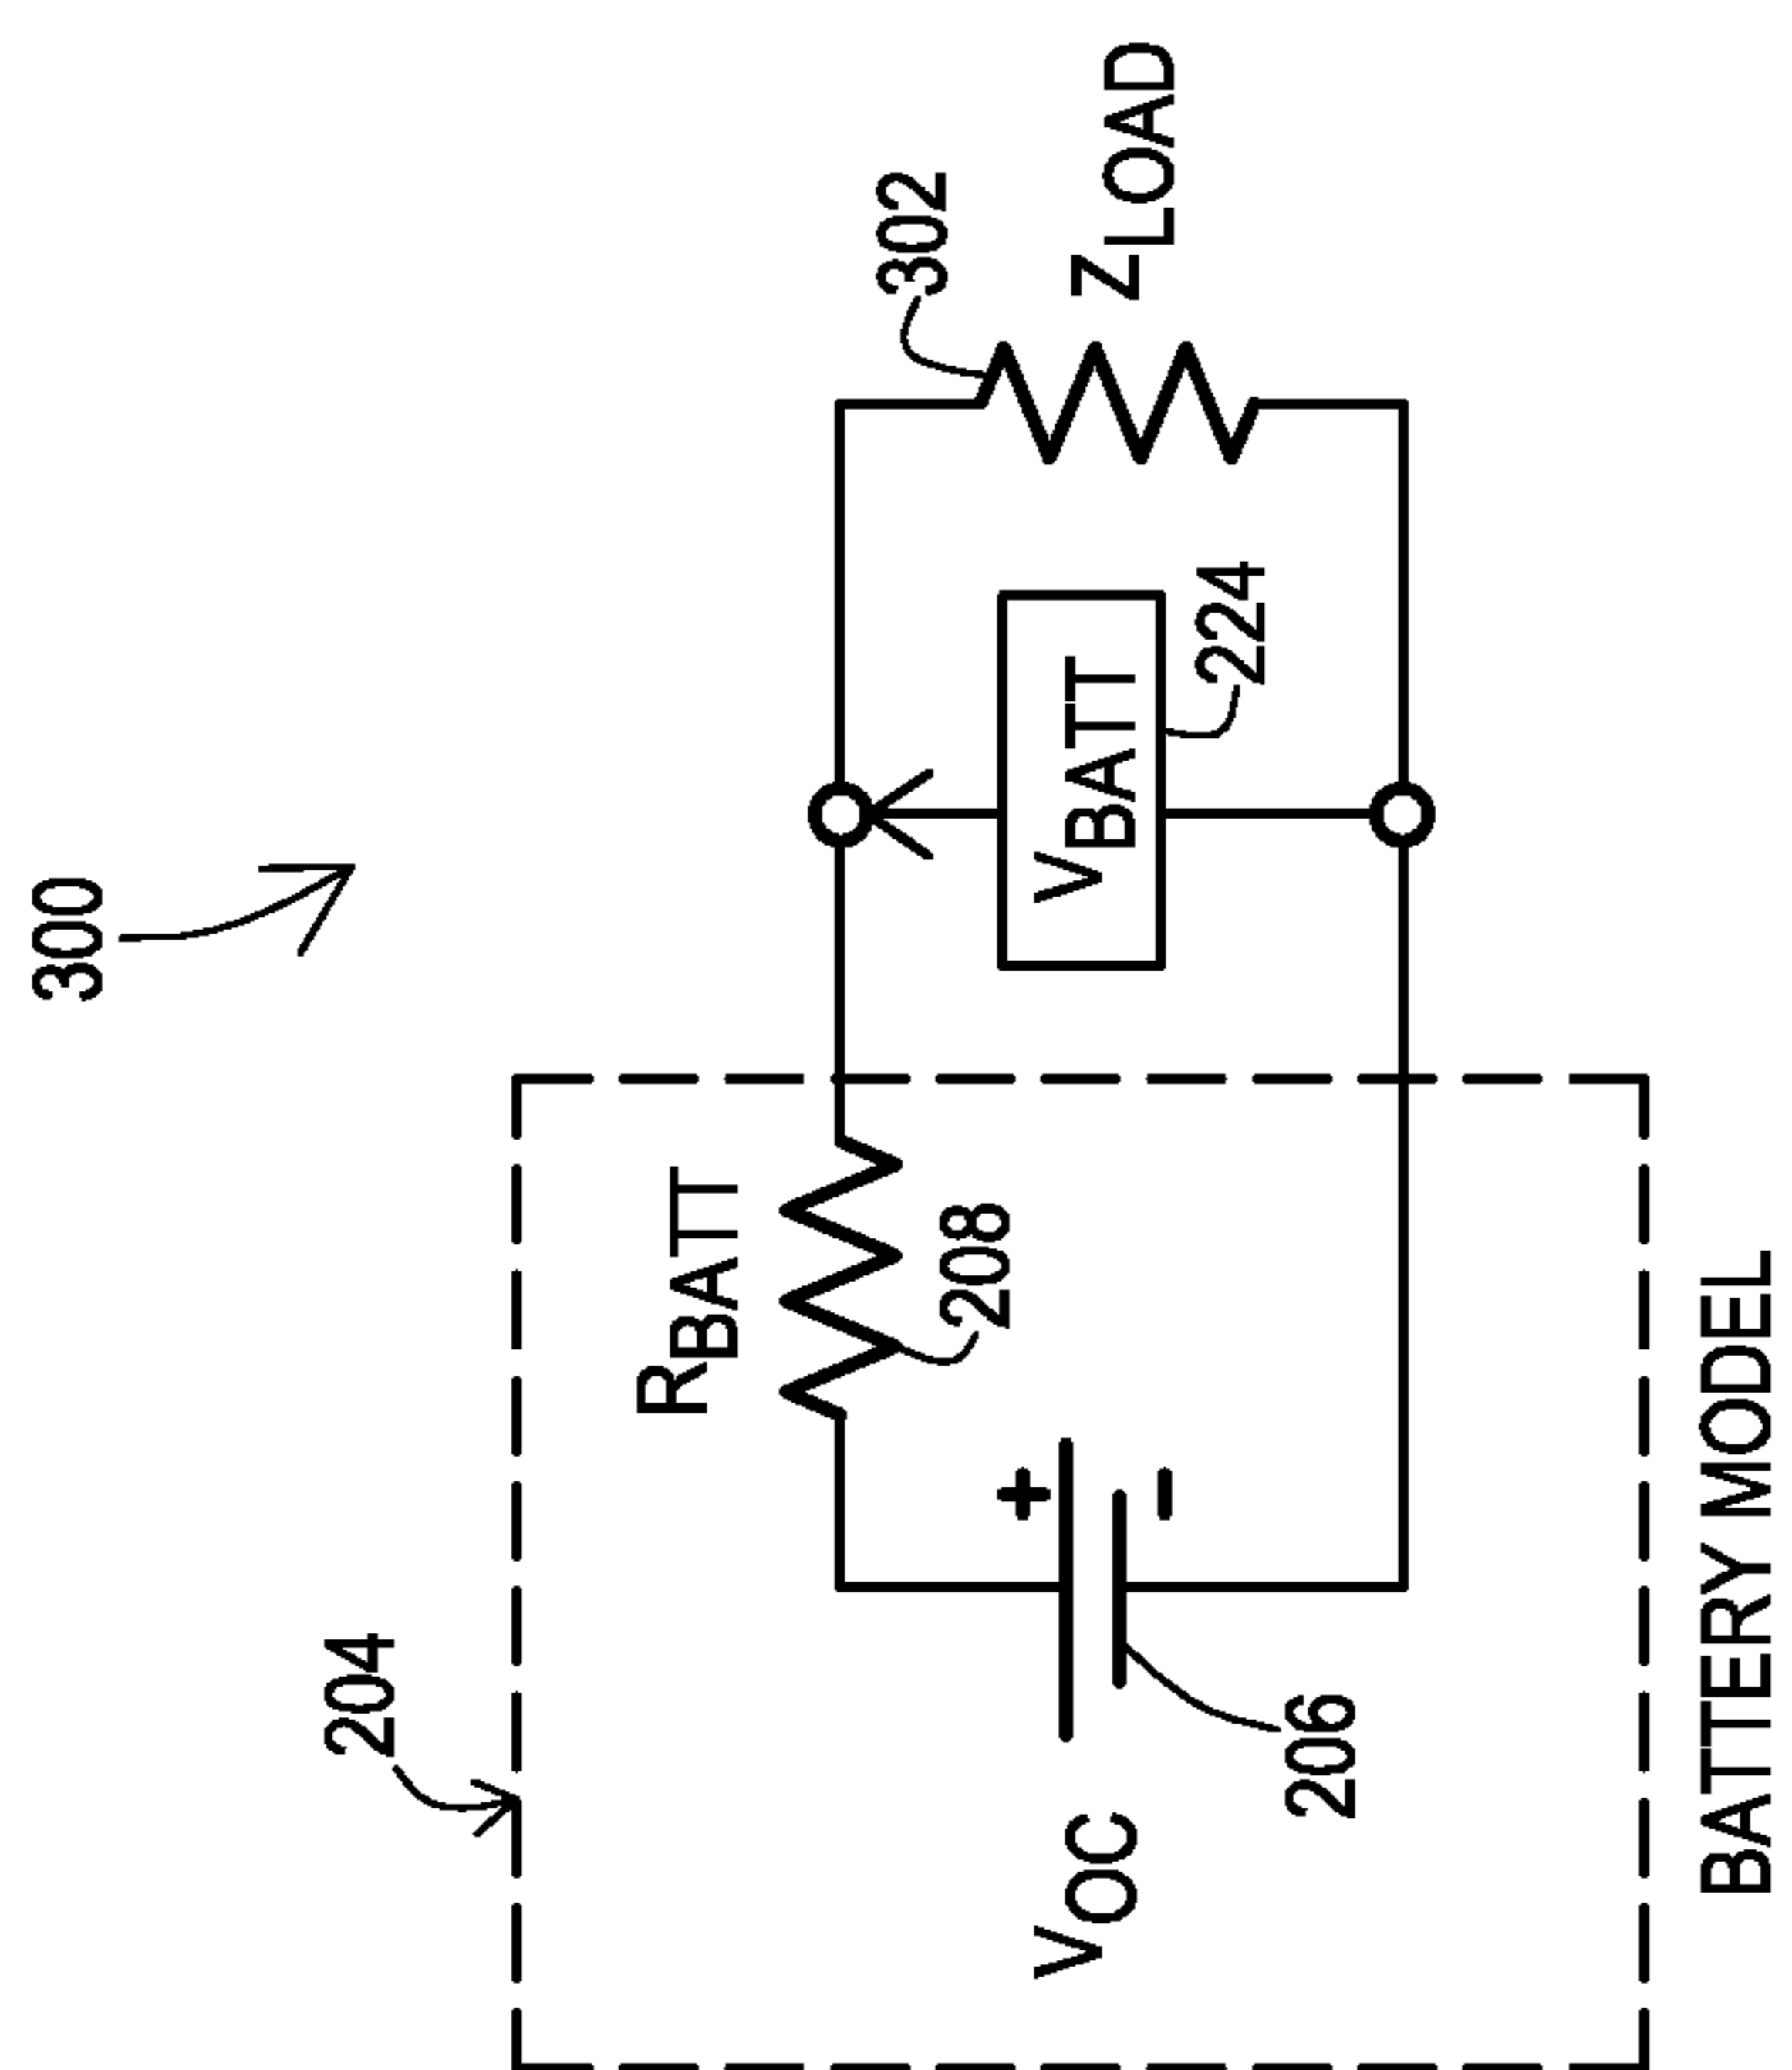 300
204
RBATT
208
302
VOC
+
-
206
VBATT
224
ZLOAD
BATTERY MODEL